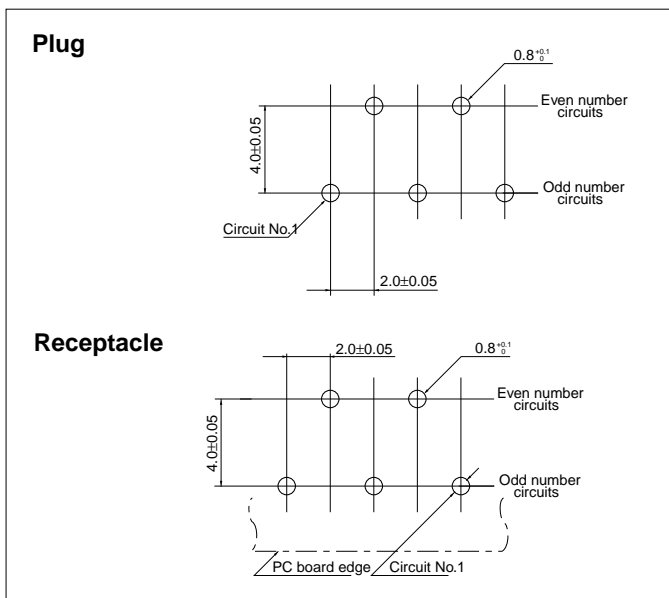 Plug
0.8+0.1 0
Even number
circuits
4.0±0.05
Odd number
circuits
Circuit No.1
2.0±0.05
Receptacle
2.0±0.05
0.8+0.1 0
Even number
circuits
4.0±0.05
Odd number
circuits
PC board edge
Circuit No.1